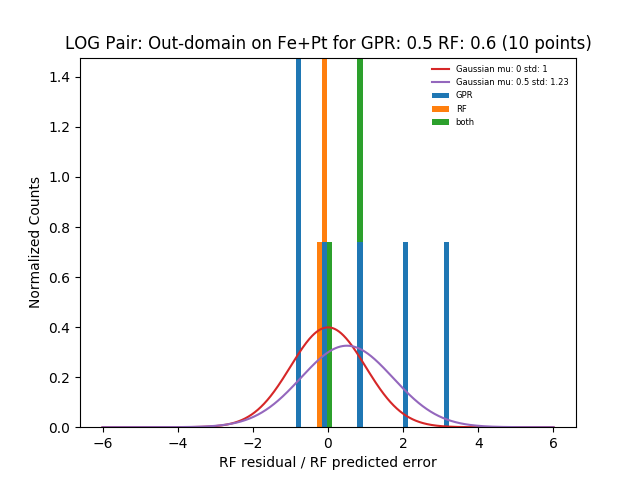 LOG Pair: Out-domain on Fe+Pt for GPR: 0.5 RF: 0.6 (10 points)
Gaussian mu: 0 std: 1
Gaussian mu: 0.5 std: 1.23
GPR
RF
both
Normalized Counts
1.4
1.2
1.0
0.8
0.6
0.4
0.2
0.0
−6 −4 −2 0 2 4 6
RF residual / RF predicted error